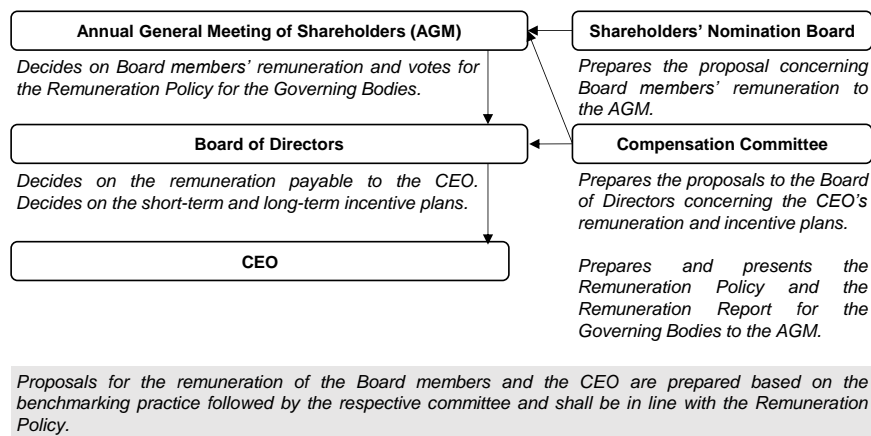 Annual General Meeting of Shareholders (AGM)
Decides on Board members' remuneration and votes for
the Remuneration Policy for the Governing Bodies.
Shareholders' Nomination Board
Prepares the proposal concerning
Board members' remuneration to
the AGM.
Board of Directors
Decides on the remuneration payable to the CEO.
Decides on the short-term and long-term incentive plans.
Compensation Committee
Prepares the proposals to the Board
of Directors concerning the CEO's
remuneration and incentive plans.
Prepares and presents the
Remuneration Policy and the
Remuneration Report for the
Governing Bodies to the AGM.
CEO
Proposals for the remuneration of the Board members and the CEO are prepared based on the
benchmarking practice followed by the respective committee and shall be in line with the Remuneration
Policy.